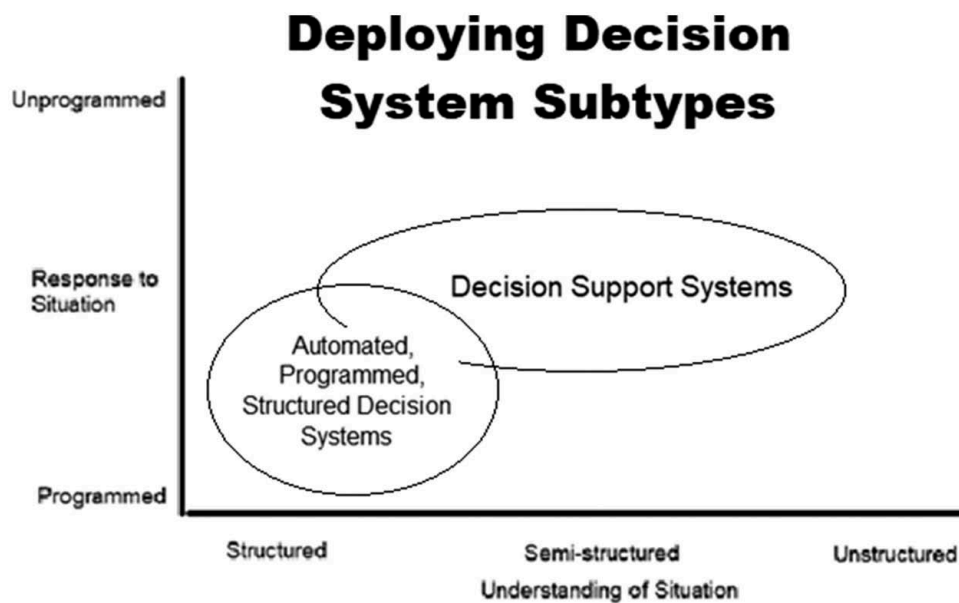 Deploying Decision
System Subtypes
Unprogrammed
Response to
Situation
Decision Support Systems
Automated,
Programmed,
Structured Decision
Systems
Programmed
Structured
Semi-structured
Unstructured
Understanding of Situation